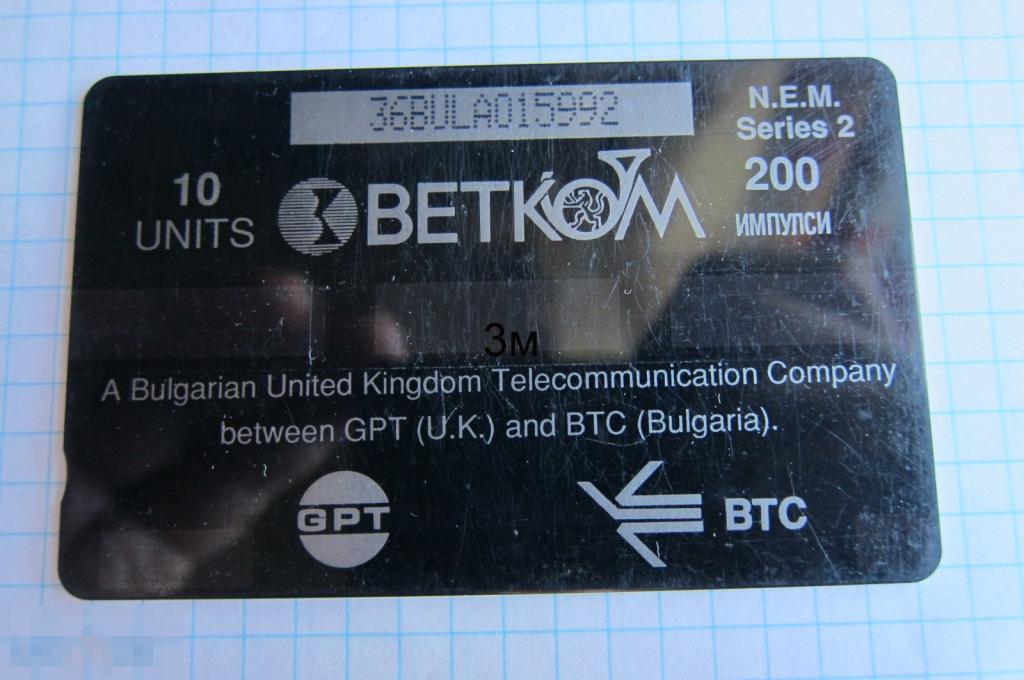 36BULA015992
N.E.M.
Series 2
10
UNITS
BETKOM
200
ИМПУЛСИ
3м
A Bulgarian United Kingdom Telecommunication Company
between GPT (U.K.) and BTC (Bulgaria).
GPT
BTC